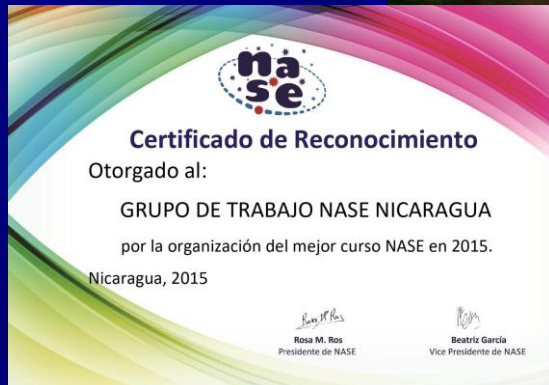 nase
Certificado de Reconocimiento
Otorgado al:
GRUPO DE TRABAJO NASE NICARAGUA
por la organización del mejor curso NASE en 2015.
Nicaragua, 2015
Rosa M. Ros
Beatriz García
Presidente de NASE
Vice Presidente de NASE